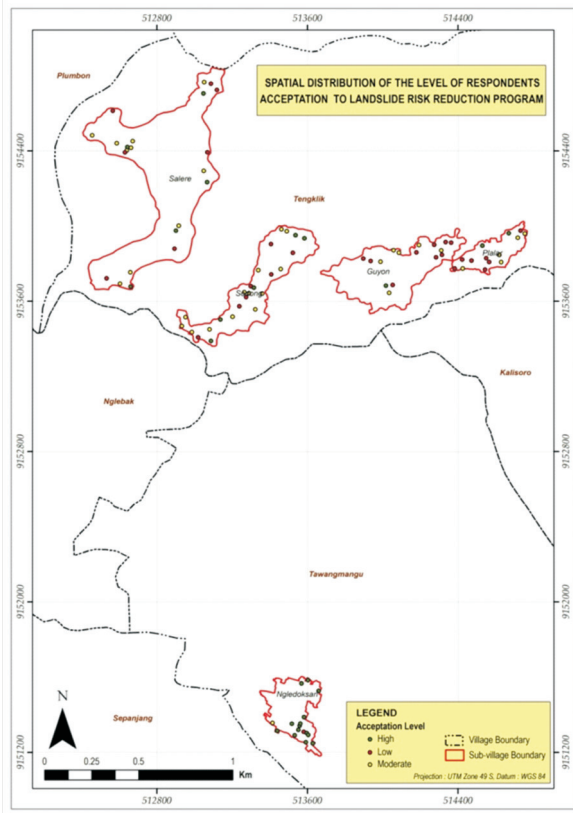 512800 513600 514400
Plumbon
SPATIAL DISTRIBUTION OF THE LEVEL OF RESPONDENTS
ACCEPTATION TO LANDSLIDE RISK REDUCTION PROGRAM
9154400 9154400
Salere
Tengklik
Guyon
9153600 9153600
Kalisoro
Nglebak
9152800 9152800
Tawangmangu
9152000 9152000
Ngledoksari
Sepanjang
N
LEGEND
Acceptation Level
High
Low
Moderate
Village Boundary
Sub-village Boundary
Projection : UTM Zone 49 S, Datum : WGS 84
9151200 9151200
0 0.25 0.5 1
Km
512800 513600 514400